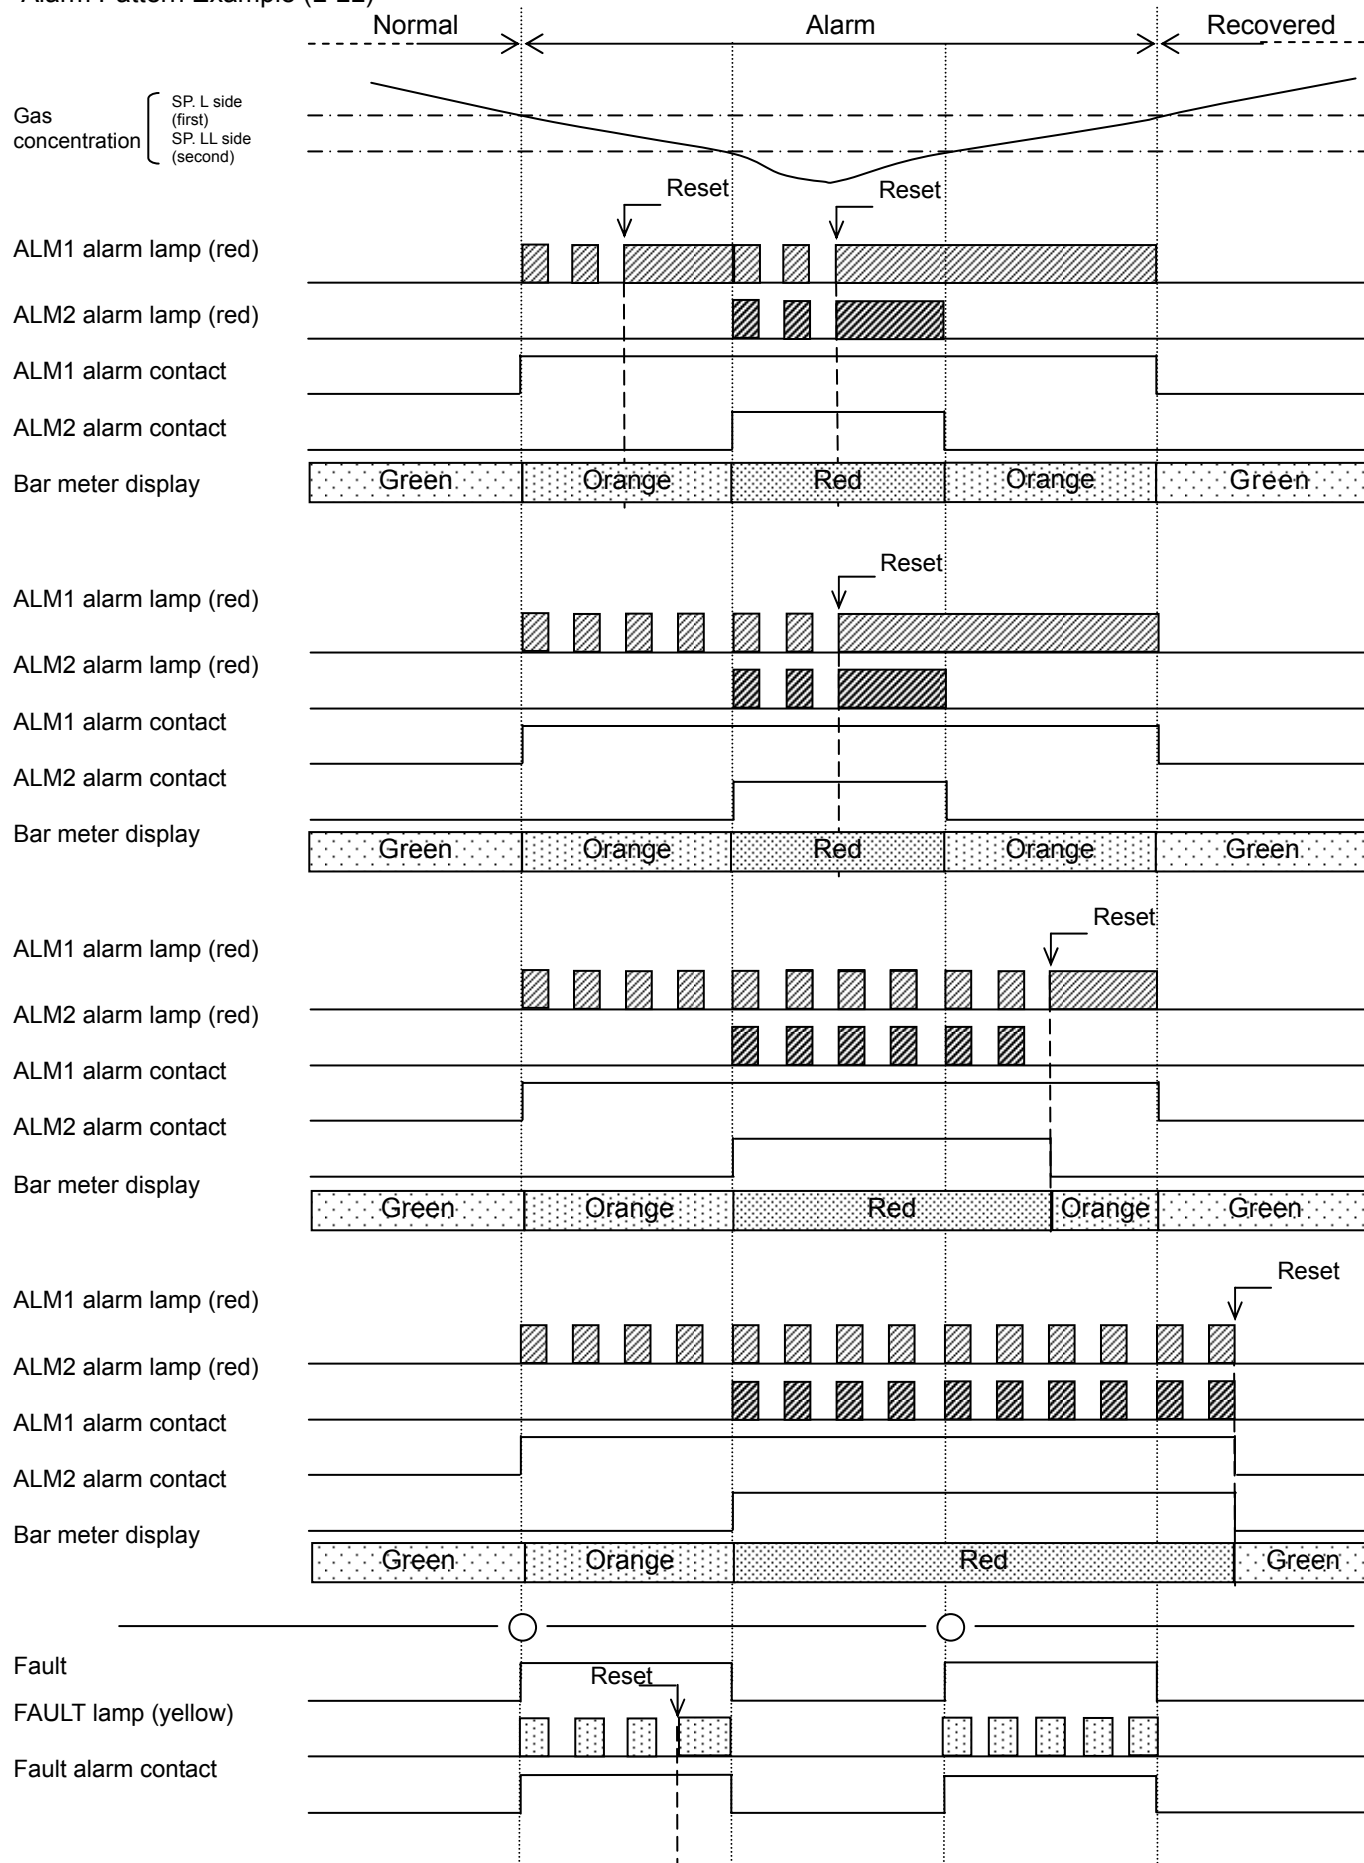 Alarm Pattern Example (L-LL)
Normal Alarm Recovered
Gas concentration
SP. L side
(first)
SP. LL side
(second)
Reset Reset
ALM1 alarm lamp (red)
ALM2 alarm lamp (red)
ALM1 alarm contact
ALM2 alarm contact
Bar meter display Green Orange Red Orange Green
Reset
ALM1 alarm lamp (red)
ALM2 alarm lamp (red)
ALM1 alarm contact
ALM2 alarm contact
Bar meter display Green Orange Red Orange Green
Reset
ALM1 alarm lamp (red)
ALM2 alarm lamp (red)
ALM1 alarm contact
ALM2 alarm contact
Bar meter display Green Orange Red Orange Green
Reset
ALM1 alarm lamp (red)
ALM2 alarm lamp (red)
ALM1 alarm contact
ALM2 alarm contact
Bar meter display Green Orange Red Green
Fault
Reset
FAULT lamp (yellow)
Fault alarm contact